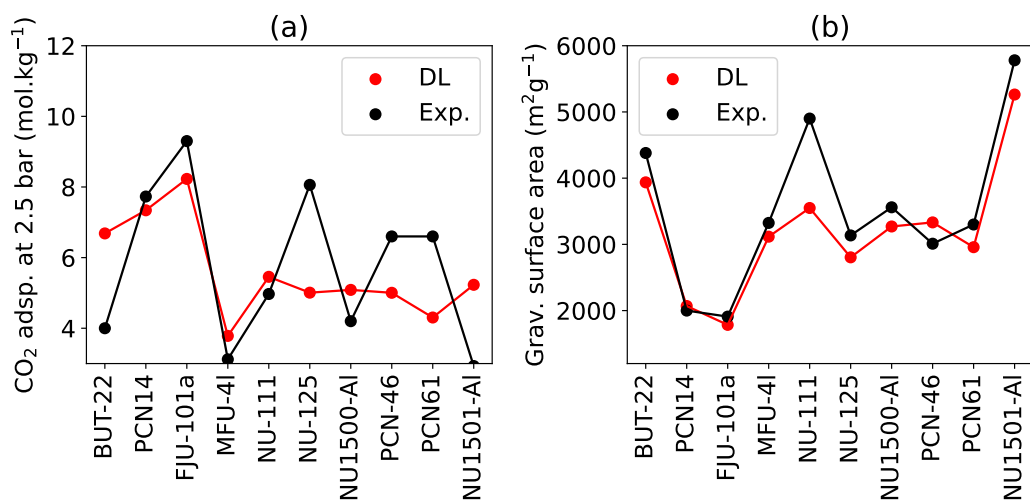 (a)
CO₂ adsp. at 2.5 bar (mol.kg⁻¹)
12
10
8
6
4
DL
Exp.
BUT-22
PCN14
FJU-101a
MFU-4l
NU-111
NU-125
NU1500-Al
PCN-46
PCN61
NU1501-Al
(b)
Grav. surface area (m²g⁻¹)
6000
5000
4000
3000
2000
DL
Exp.
BUT-22
PCN14
FJU-101a
MFU-4l
NU-111
NU-125
NU1500-Al
PCN-46
PCN61
NU1501-Al